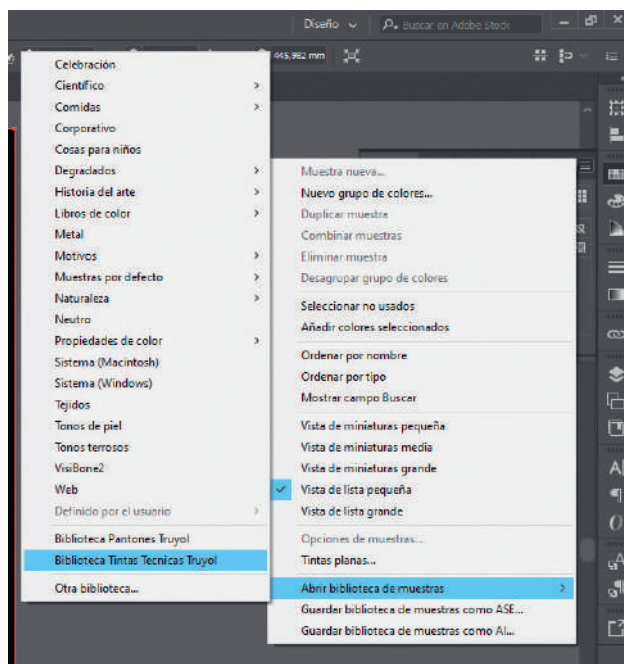 Diseño
Buscar en Adobe Stock
445,982 mm
Celebración
Científico
Comidas
Corporativo
Cosas para niños
Degradados
Historia del arte
Libros de color
Metal
Motivos
Muestras por defecto
Naturaleza
Neutro
Propiedades de color
Sistema (Macintosh)
Sistema (Windows)
Tejidos
Tonos de piel
Tonos terrosos
VisiBone2
Web
Definido por el usuario
Biblioteca Pantones Truyol
Biblioteca Tintas Tecnicas Truyol
Otra biblioteca...
Muestra nueva...
Nuevo grupo de colores...
Duplicar muestra
Combinar muestras
Eliminar muestra
Desagrupar grupo de colores
Seleccionar no usados
Añadir colores seleccionados
Ordenar por nombre
Ordenar por tipo
Mostrar campo Buscar
Vista de miniaturas pequeña
Vista de miniaturas media
Vista de miniaturas grande
Vista de lista pequeña
Vista de lista grande
Opciones de muestras...
Tintas planas...
Abrir biblioteca de muestras
Guardar biblioteca de muestras como ASE...
Guardar biblioteca de muestras como AI...